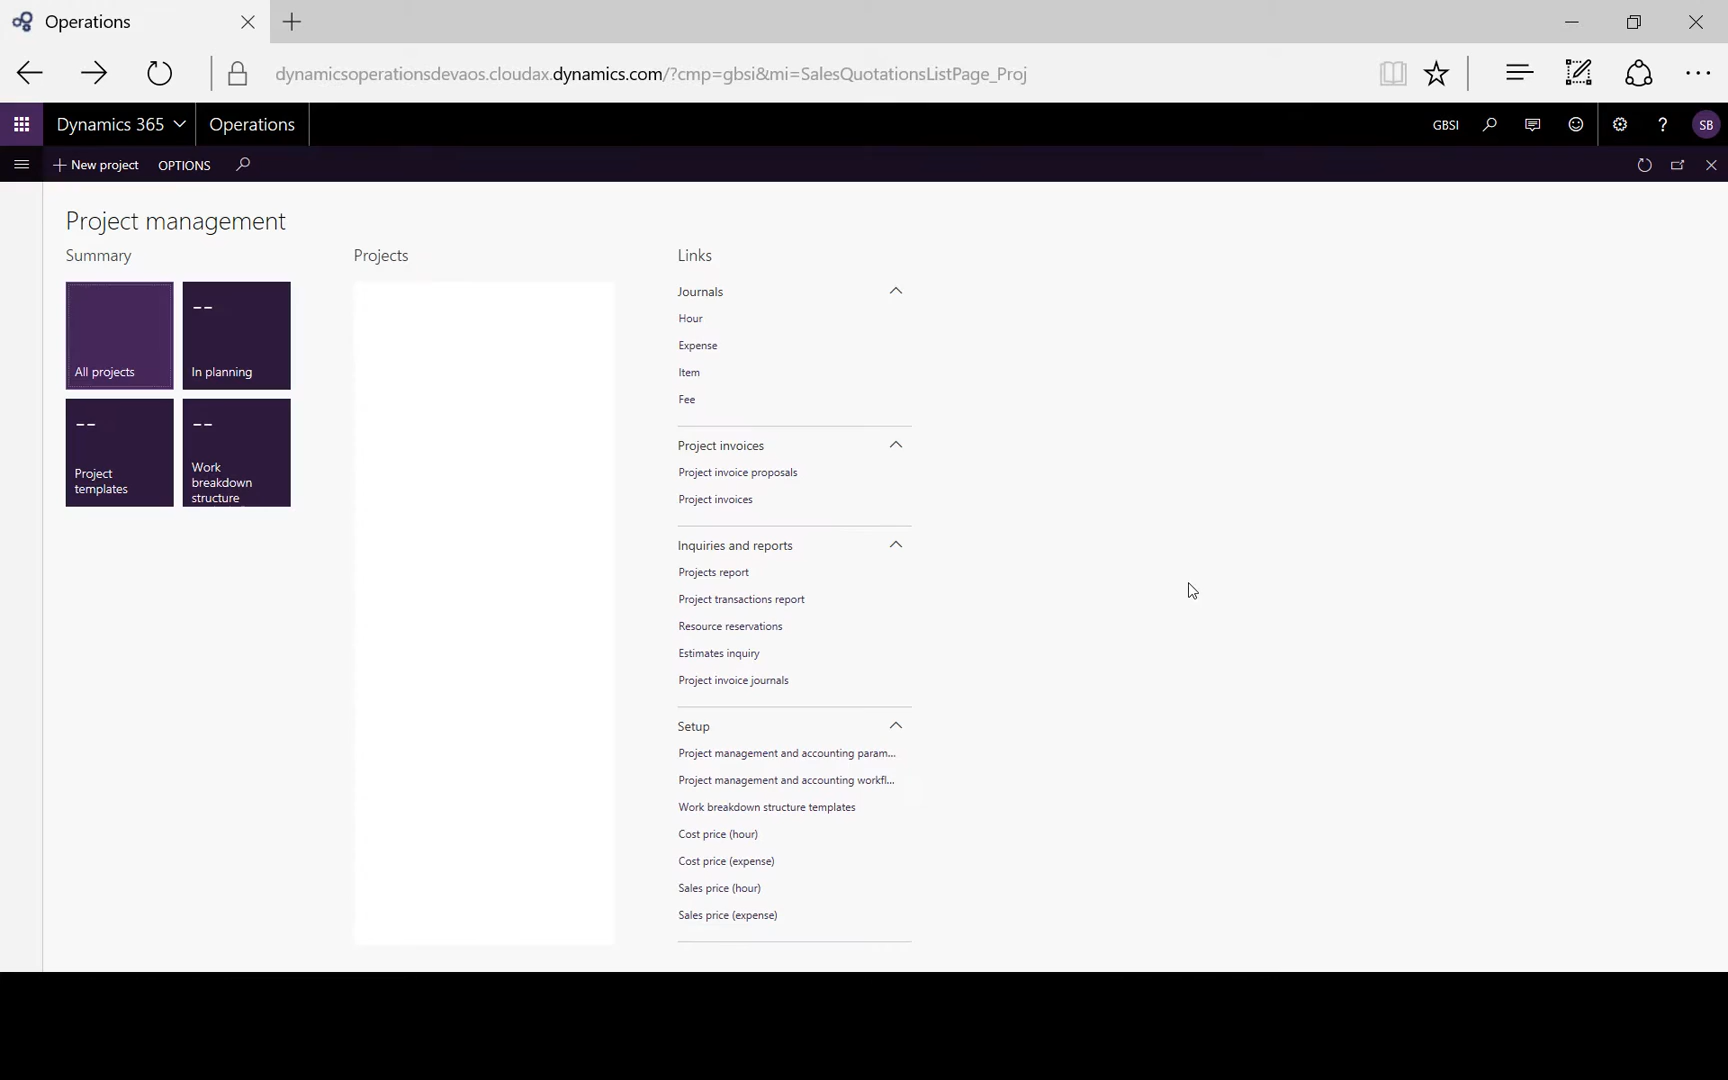 Operations
dynamicsoperationsdevaos.cloudax.dynamics.com/?cmp=gbsi&mi=SalesQuotationsListPage_Proj
Dynamics 365
Operations
GBSI
?
SB
New project
OPTIONS
Project management
Summary
All projects
--
In planning
--
Project
templates
--
Work
breakdown
structure
Projects
Links
Journals
Hour
Expense
Item
Fee
Project invoices
Project invoice proposals
Project invoices
Inquiries and reports
Projects report
Project transactions report
Resource reservations
Estimates inquiry
Project invoice journals
Setup
Project management and accounting param...
Project management and accounting workfl...
Work breakdown structure templates
Cost price (hour)
Cost price (expense)
Sales price (hour)
Sales price (expense)